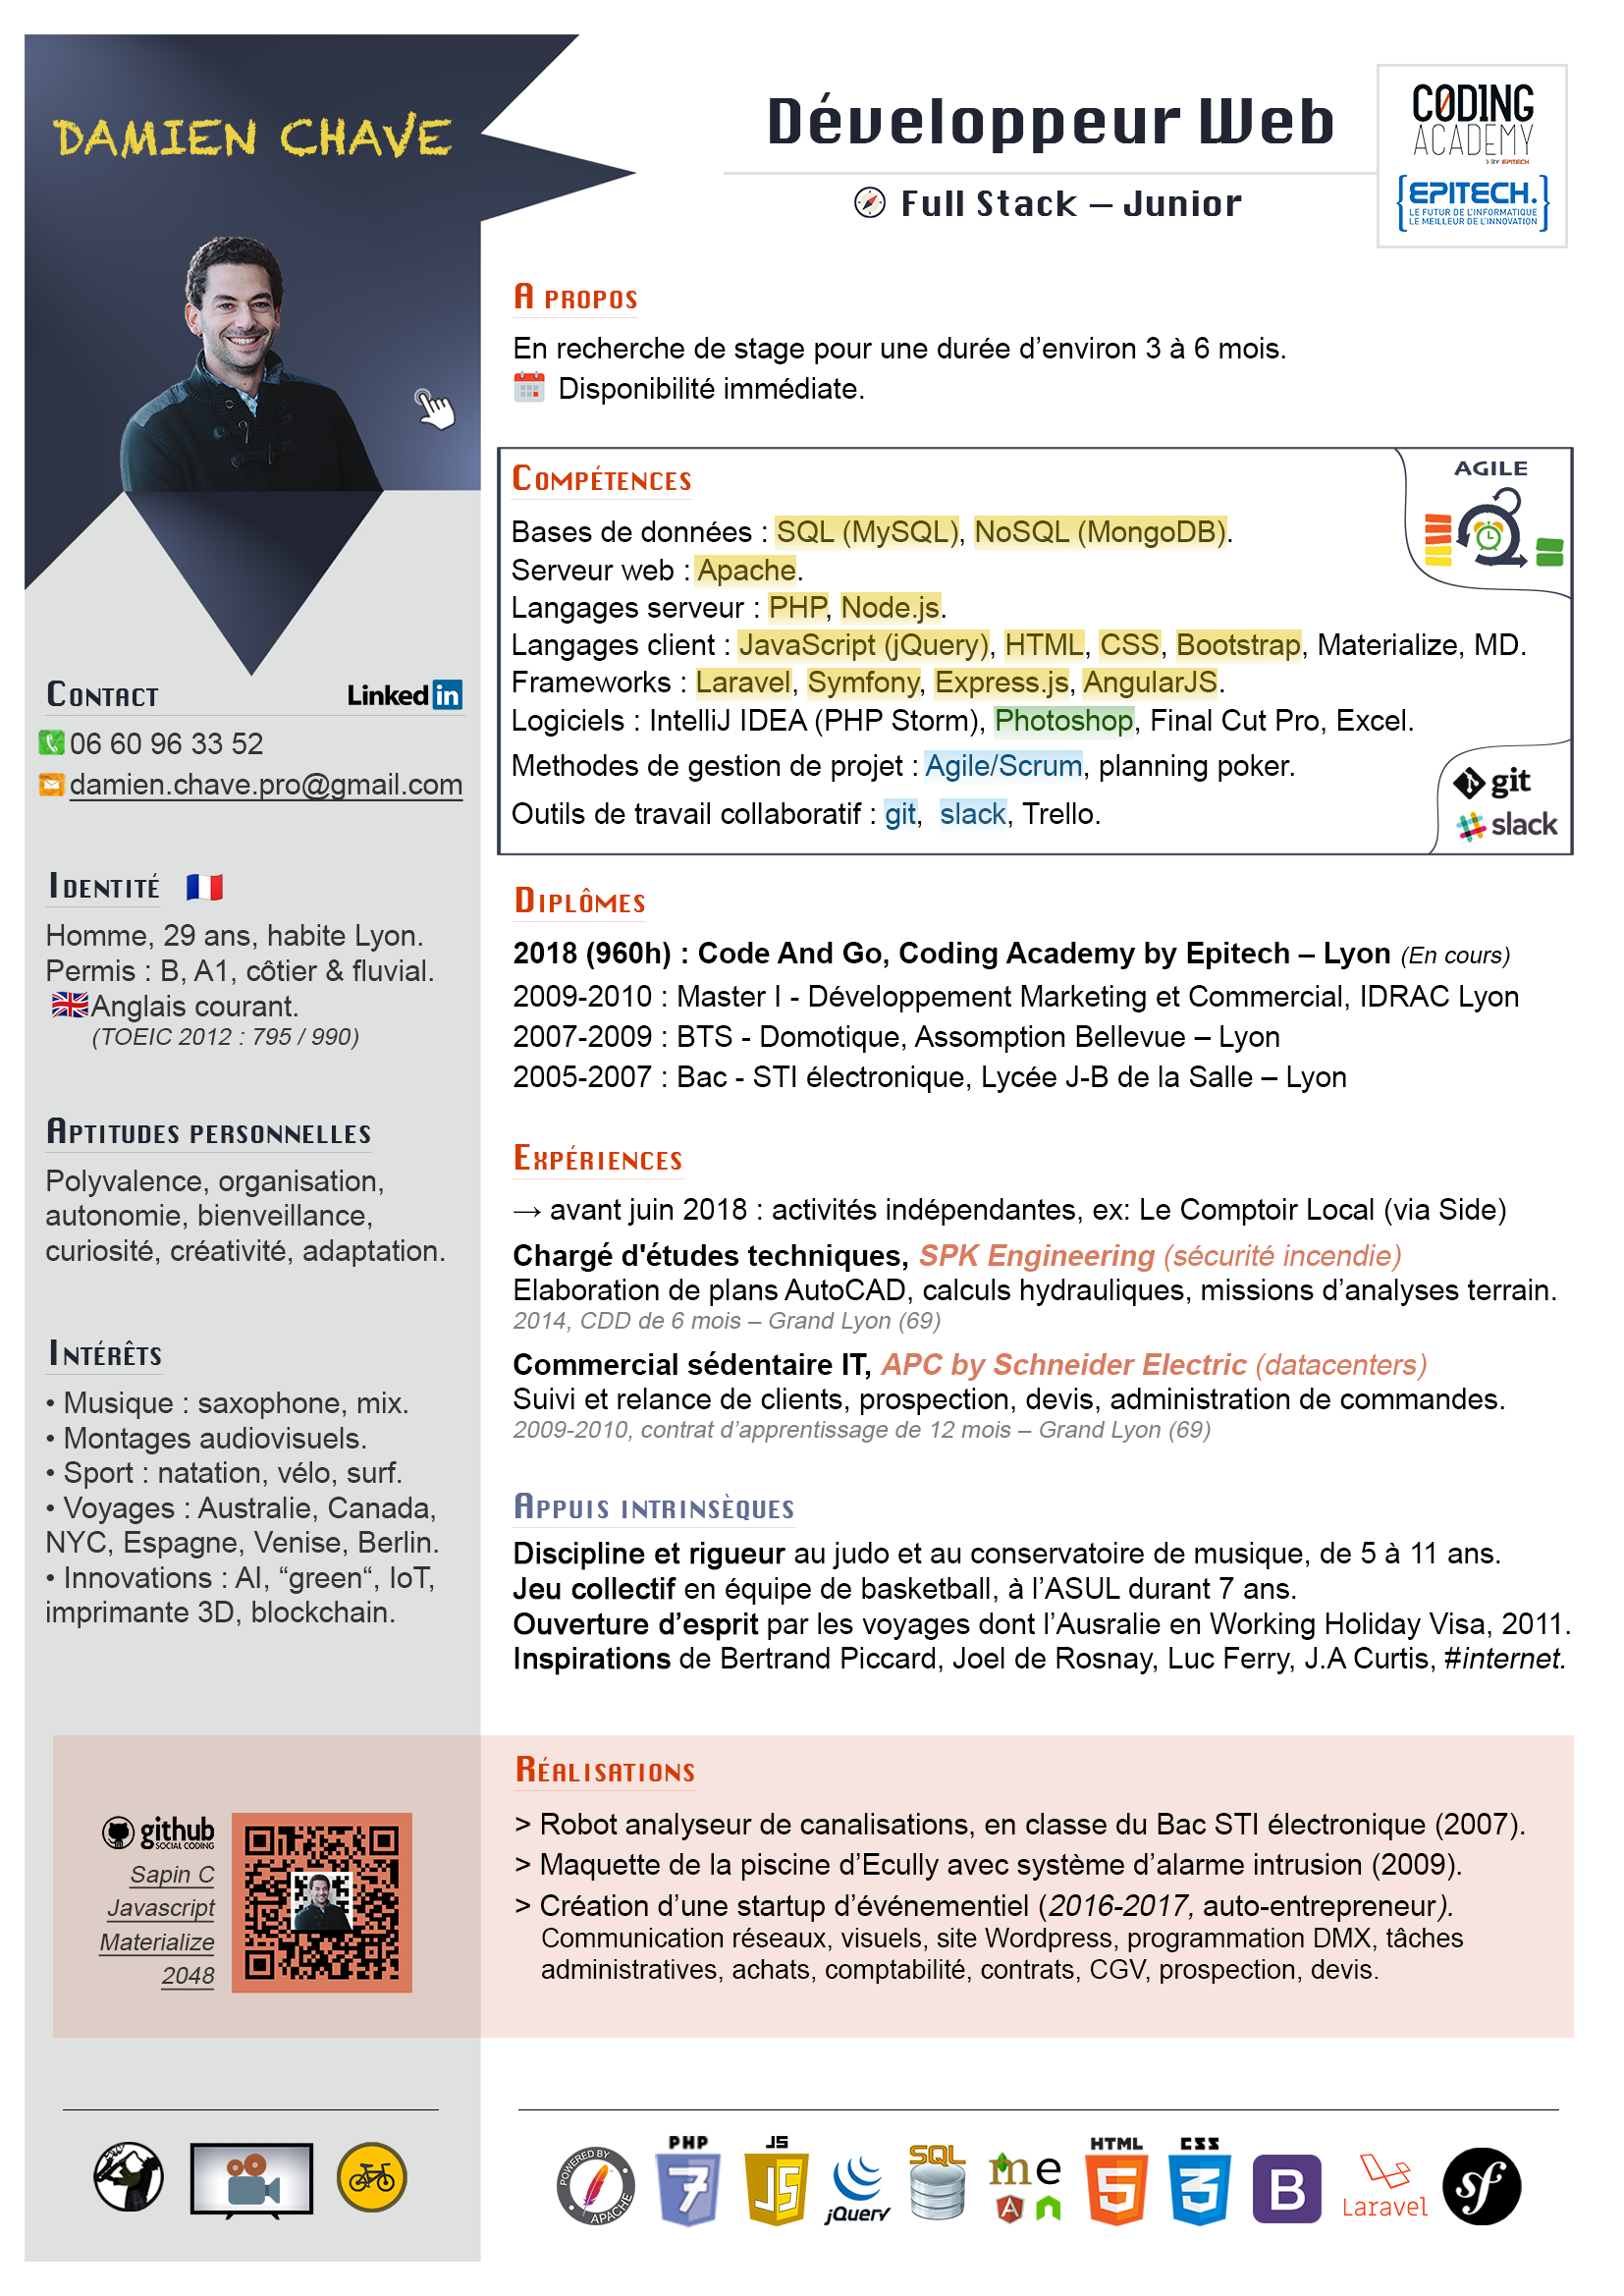 DAMIEN CHAVE
Développeur Web
Full Stack – Junior
CODING
ACADEMY
> BY EPITECH
{EPITECH.}
LE FUTUR DE L'INFORMATIQUE
LE MEILLEUR DE L'INNOVATION
A PROPOS
En recherche de stage pour une durée d’environ 3 à 6 mois.
Disponibilité immédiate.
COMPÉTENCES
AGILE
Bases de données : SQL (MySQL), NoSQL (MongoDB).
Serveur web : Apache.
Langages serveur : PHP, Node.js.
Langages client : JavaScript (jQuery), HTML, CSS, Bootstrap, Materialize, MD.
Frameworks : Laravel, Symfony, Express.js, AngularJS.
Logiciels : IntelliJ IDEA (PHP Storm), Photoshop, Final Cut Pro, Excel.
Methodes de gestion de projet : Agile/Scrum, planning poker.
Outils de travail collaboratif : git, slack, Trello.
git
slack
CONTACT
Linked in
06 60 96 33 52
damien.chave.pro@gmail.com
IDENTITÉ
Homme, 29 ans, habite Lyon.
Permis : B, A1, côtier & fluvial.
Anglais courant.
(TOEIC 2012 : 795 / 990)
APTITUDES PERSONNELLES
Polyvalence, organisation,
autonomie, bienveillance,
curiosité, créativité, adaptation.
INTÉRÊTS
• Musique : saxophone, mix.
• Montages audiovisuels.
• Sport : natation, vélo, surf.
• Voyages : Australie, Canada,
NYC, Espagne, Venise, Berlin.
• Innovations : AI, “green“, IoT,
imprimante 3D, blockchain.
DIPLÔMES
2018 (960h) : Code And Go, Coding Academy by Epitech – Lyon (En cours)
2009-2010 : Master I - Développement Marketing et Commercial, IDRAC Lyon
2007-2009 : BTS - Domotique, Assomption Bellevue – Lyon
2005-2007 : Bac - STI électronique, Lycée J-B de la Salle – Lyon
EXPÉRIENCES
→ avant juin 2018 : activités indépendantes, ex: Le Comptoir Local (via Side)
Chargé d'études techniques, SPK Engineering (sécurité incendie)
Elaboration de plans AutoCAD, calculs hydrauliques, missions d’analyses terrain.
2014, CDD de 6 mois – Grand Lyon (69)
Commercial sédentaire IT, APC by Schneider Electric (datacenters)
Suivi et relance de clients, prospection, devis, administration de commandes.
2009-2010, contrat d’apprentissage de 12 mois – Grand Lyon (69)
APPUIS INTRINSÈQUES
Discipline et rigueur au judo et au conservatoire de musique, de 5 à 11 ans.
Jeu collectif en équipe de basketball, à l’ASUL durant 7 ans.
Ouverture d’esprit par les voyages dont l’Ausralie en Working Holiday Visa, 2011.
Inspirations de Bertrand Piccard, Joel de Rosnay, Luc Ferry, J.A Curtis, #internet.
github
SOCIAL CODING
Sapin C
Javascript
Materialize
2048
RÉALISATIONS
> Robot analyseur de canalisations, en classe du Bac STI électronique (2007).
> Maquette de la piscine d’Ecully avec système d’alarme intrusion (2009).
> Création d’une startup d’événementiel (2016-2017, auto-entrepreneur).
Communication réseaux, visuels, site Wordpress, programmation DMX, tâches
administratives, achats, comptabilité, contrats, CGV, prospection, devis.
POWERED BY
APACHE
PHP
7
JS
JS
jQuery
SQL
me
A n
HTML
5
CSS
3
B
Laravel
sf